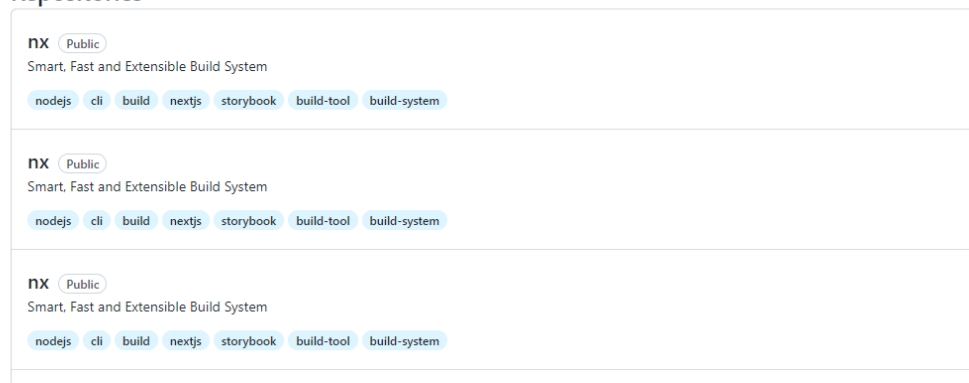 Repositories
nx Public
Smart, Fast and Extensible Build System
nodejs cli build nextjs storybook build-tool build-system
nx Public
Smart, Fast and Extensible Build System
nodejs cli build nextjs storybook build-tool build-system
nx Public
Smart, Fast and Extensible Build System
nodejs cli build nextjs storybook build-tool build-system